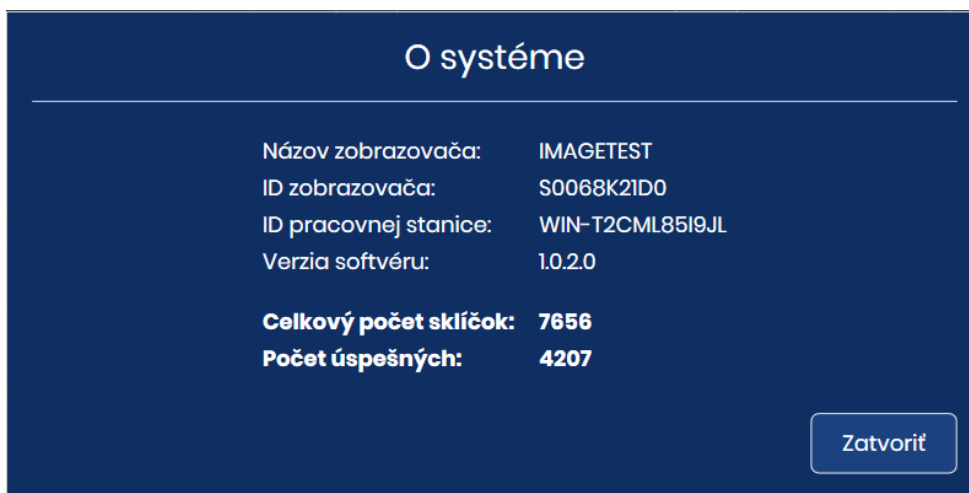 O systéme
Názov zobrazovača: IMAGETEST
ID zobrazovača: S0068K21D0
ID pracovnej stanice: WIN-T2CML85I9JL
Verzia softvéru: 1.0.2.0
Celkový počet sklíčok: 7656
Počet úspešných: 4207
Zatvoriť